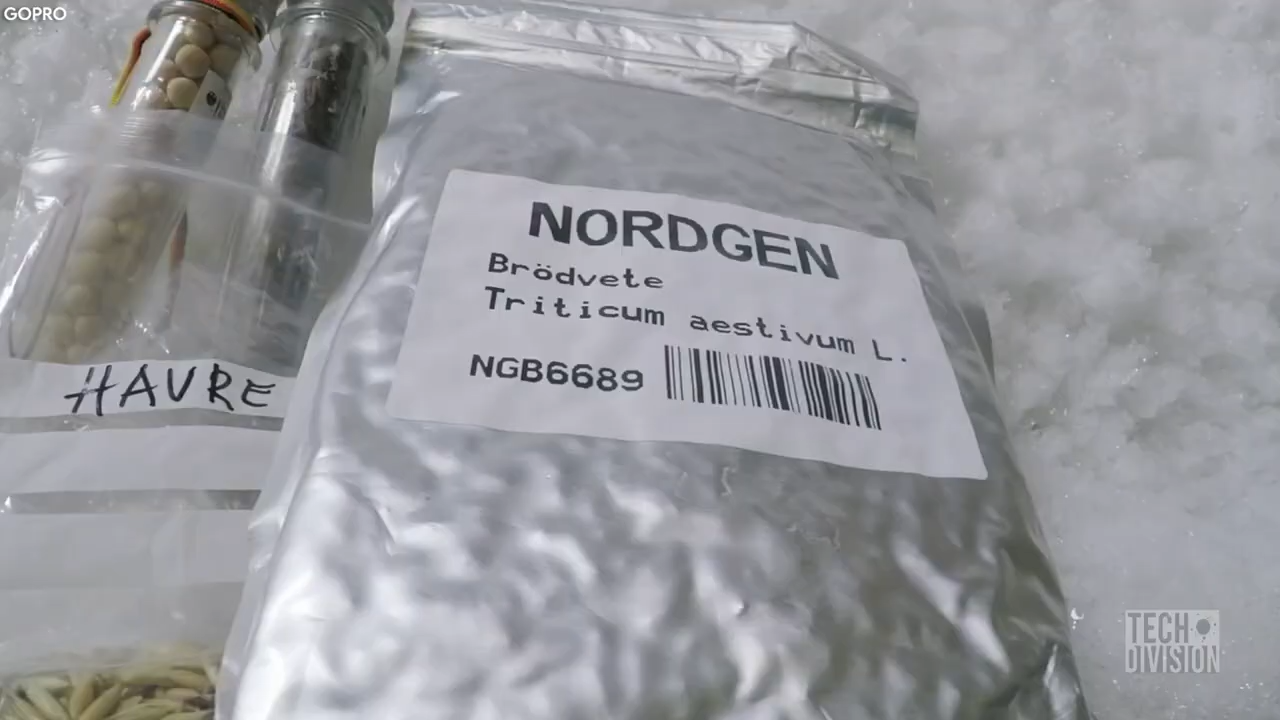 GOPRO
NORDGEN
Brödvete
Triticum aestivum L.
NGB6689
HAVRE
TECH
DIVISION